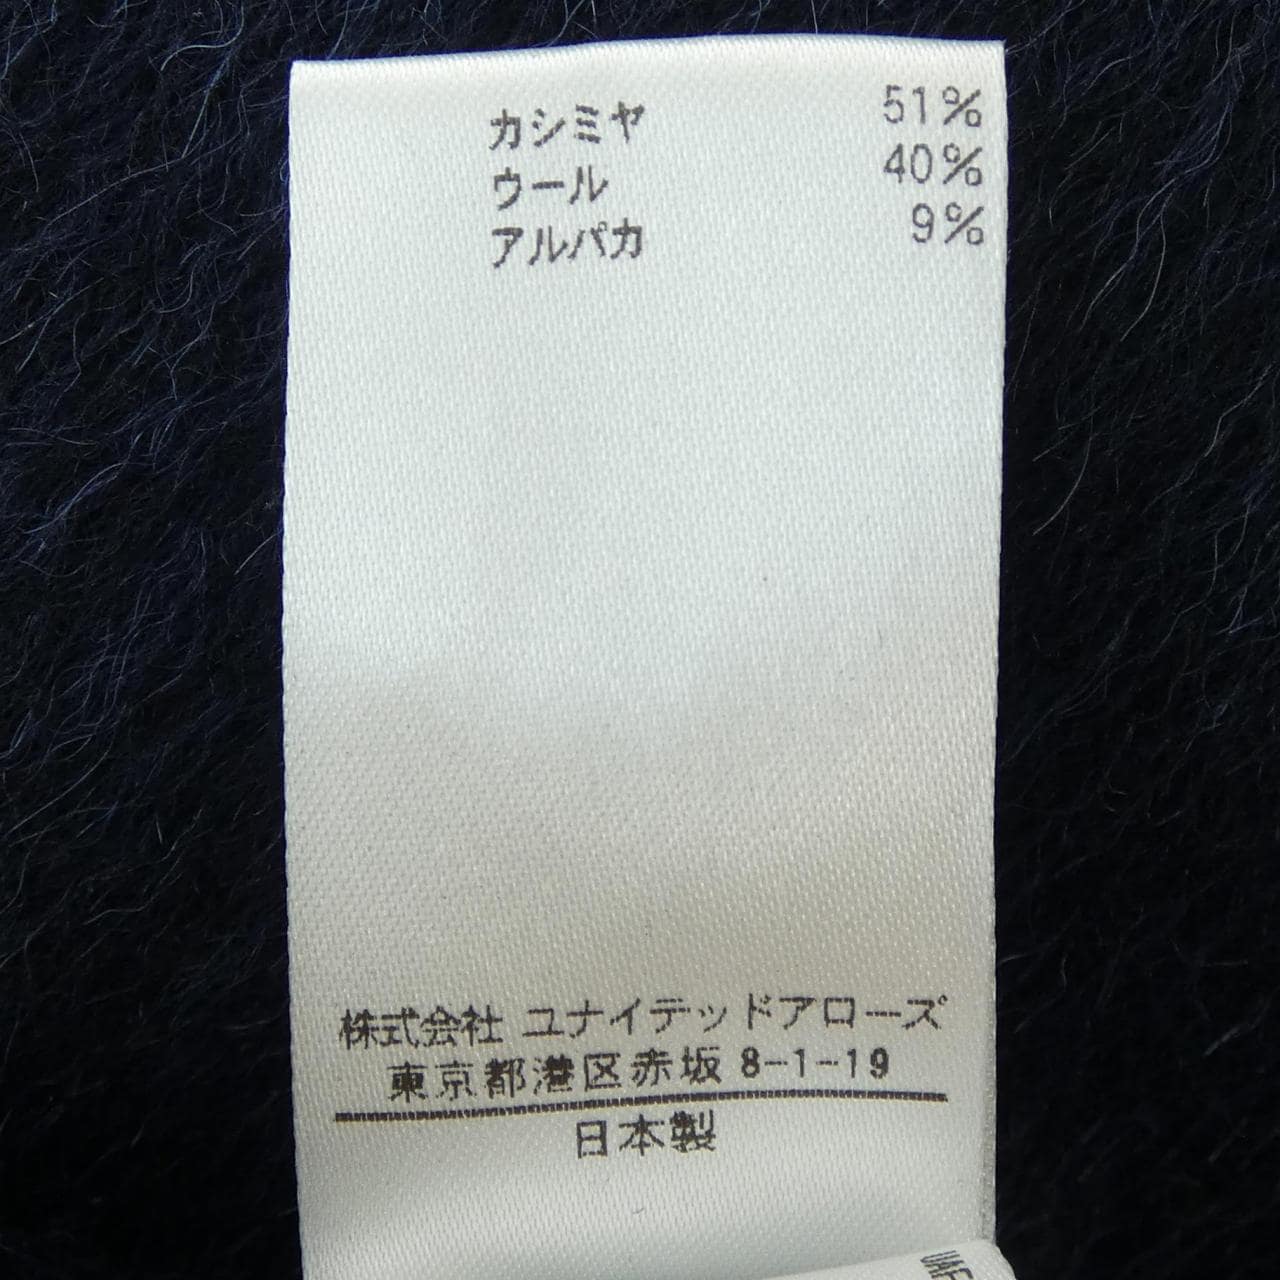 カシミヤ 51%
ウール 40%
アルパカ 9%
株式会社 ユナイテッドアローズ
東京都港区赤坂 8-1-19
日本製